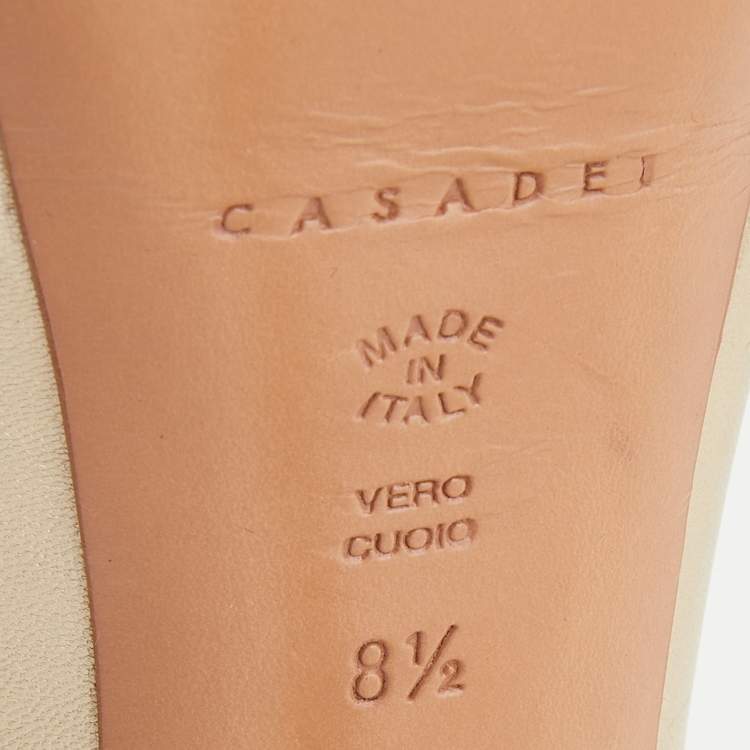 CASADEI
MADE
IN
ITALY
VERO
CUOIO
8½